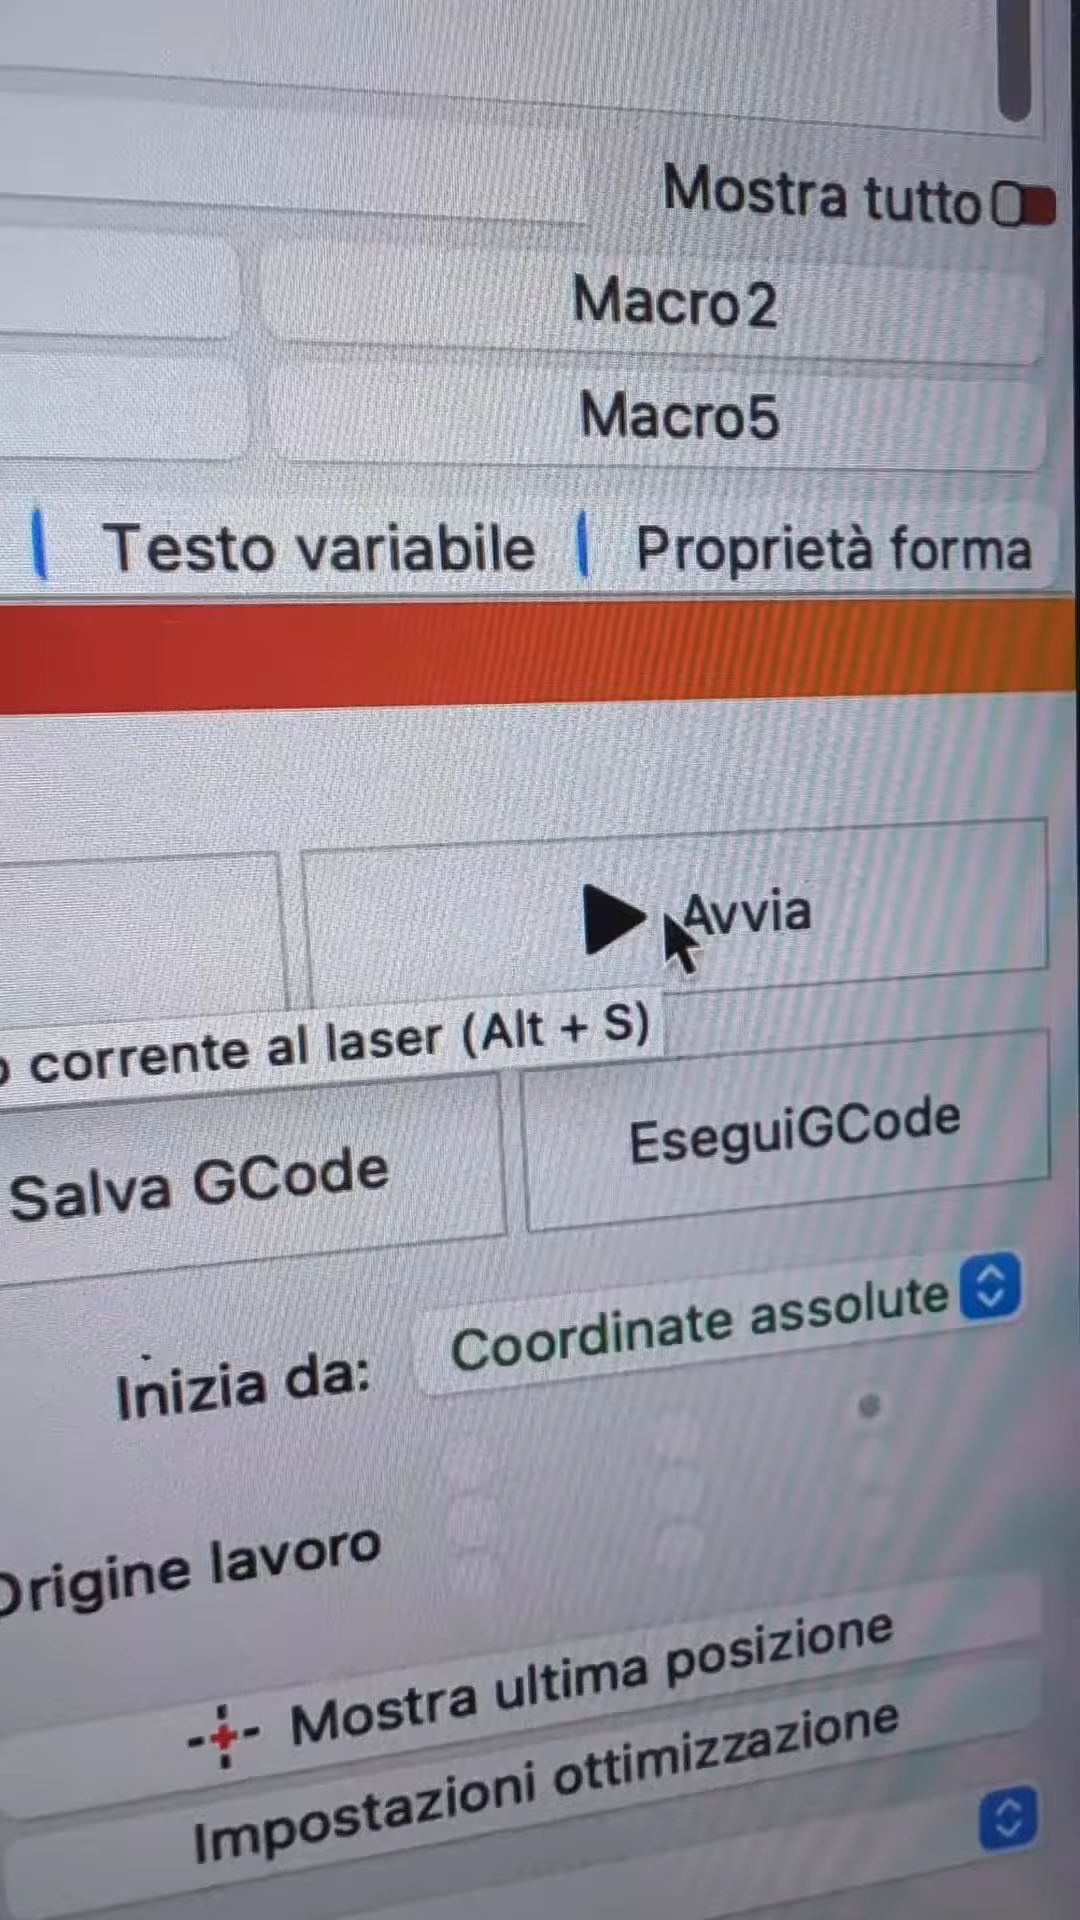 Mostra tutto
Macro2
Macro5
Testo variabile
Proprietà forma
Avvia
corrente al laser (Alt + S)
Salva GCode
EseguiGCode
Inizia da:
Coordinate assolute
Origine lavoro
Mostra ultima posizione
Impostazioni ottimizzazione